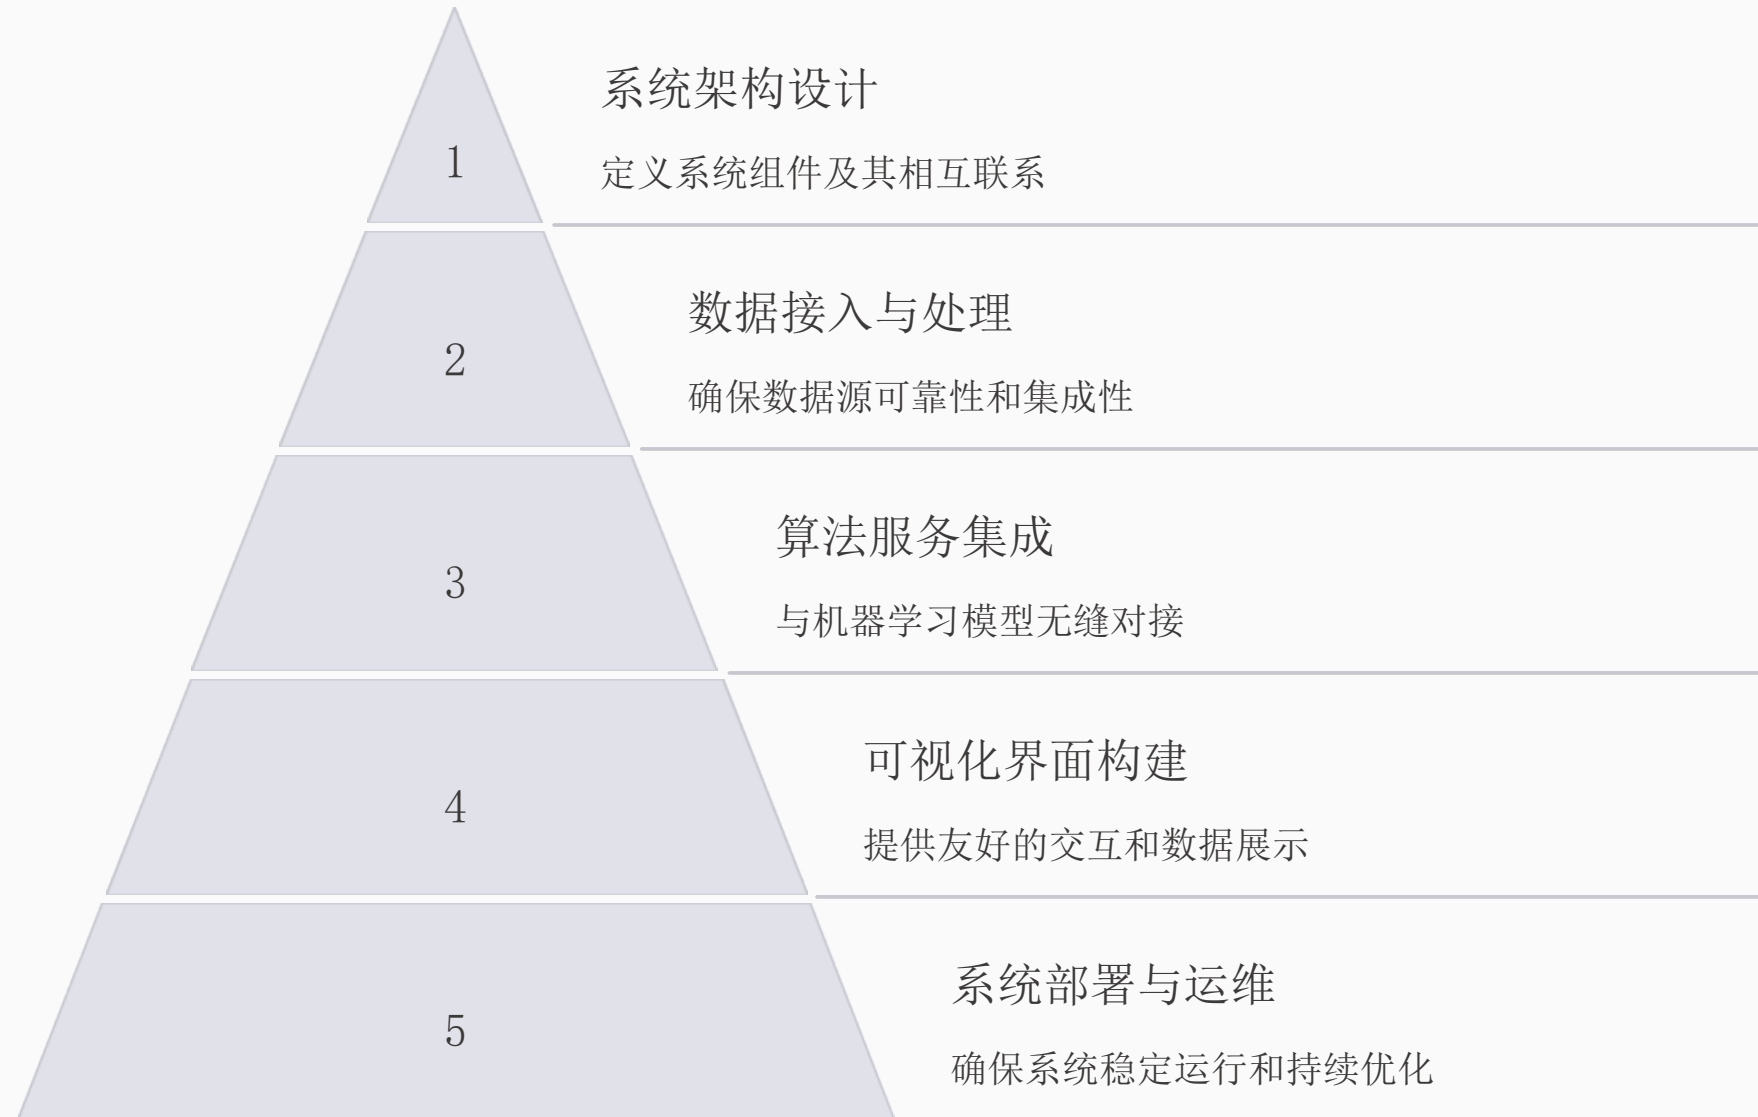 系统架构设计
1
定义系统组件及其相互联系
数据接入与处理
2
确保数据源可靠性和集成性
算法服务集成
3
与机器学习模型无缝对接
可视化界面构建
4
提供友好的交互和数据展示
系统部署与运维
5
确保系统稳定运行和持续优化